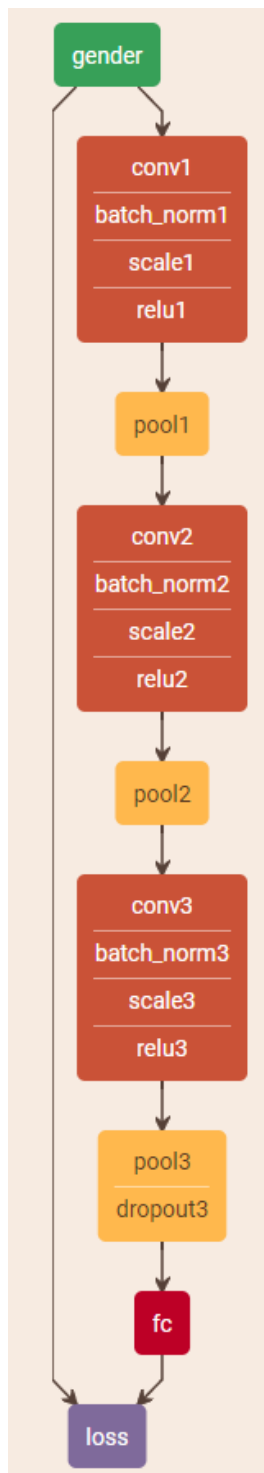 gender
conv1
batch_norm1
scale1
relu1
pool1
conv2
batch_norm2
scale2
relu2
pool2
conv3
batch_norm3
scale3
relu3
pool3
dropout3
fc
loss